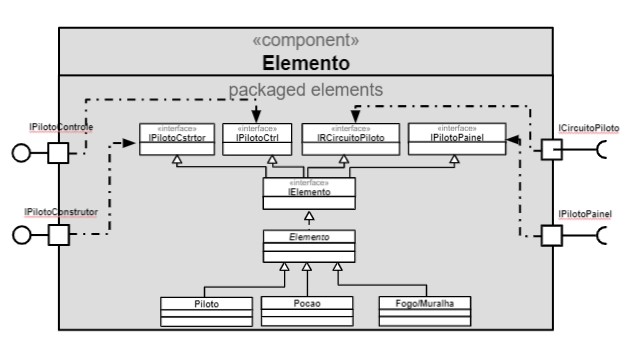 «component»
Elemento
packaged elements
IPilotoControle
ICircuitoPiloto
«interface»
IPilotoCstrtor
«interface»
IPilotoCtrl
«interface»
IRCircuitoPiloto
«interface»
IPilotoPainel
«interface»
IElemento
IPilotoConstrutor
IPilotoPainel
Elemento
Piloto
Pocao
Fogo/Muralha